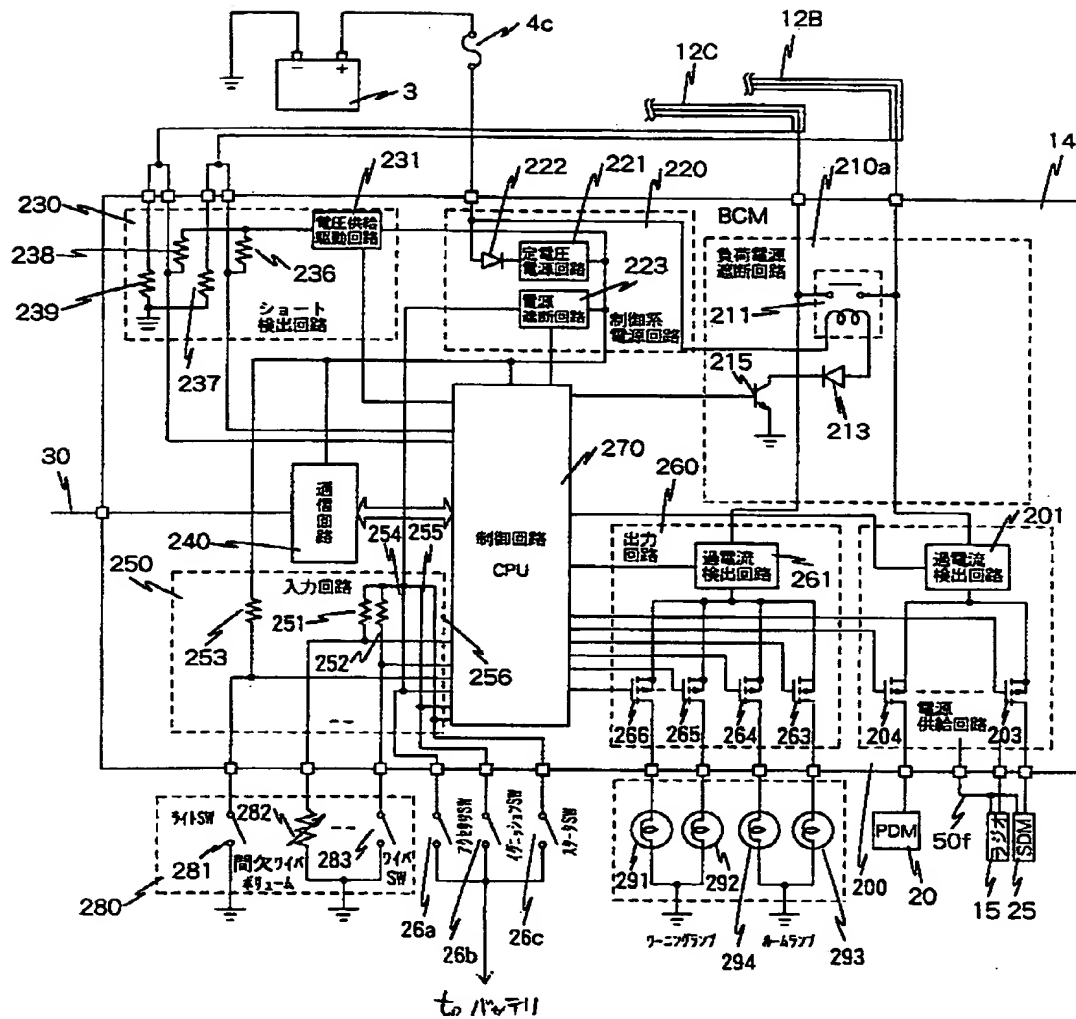 12B
4c
12C
3
231
222
221
220
210a
14
230
BCM
電圧供給
駆動回路
238
236
定電圧
電源回路
223
負荷電源
遮断回路
239
ショート
検出回路
電源
遮断回路
制御系
電源回路
211
215
237
213
30
270
260
通信
回路
240
254
255
制御回路
CPU
出力
回路
過電流
検出回路
261
201
過電流
検出回路
250
入力回路
251
253
252
256
266
265
264
263
204
電源
供給回路
203
ライトSW
281
282
間欠ワイパ
ボリューム
283
ワイパ
SW
280
アクセサリSW
イグニッションSW
スタータSW
26a
26b
26c
291
292
ワーニングランプ
294
ルームランプ
293
PDM
20
200
50f
ラジオ
15
SDM
25
to バッテリ